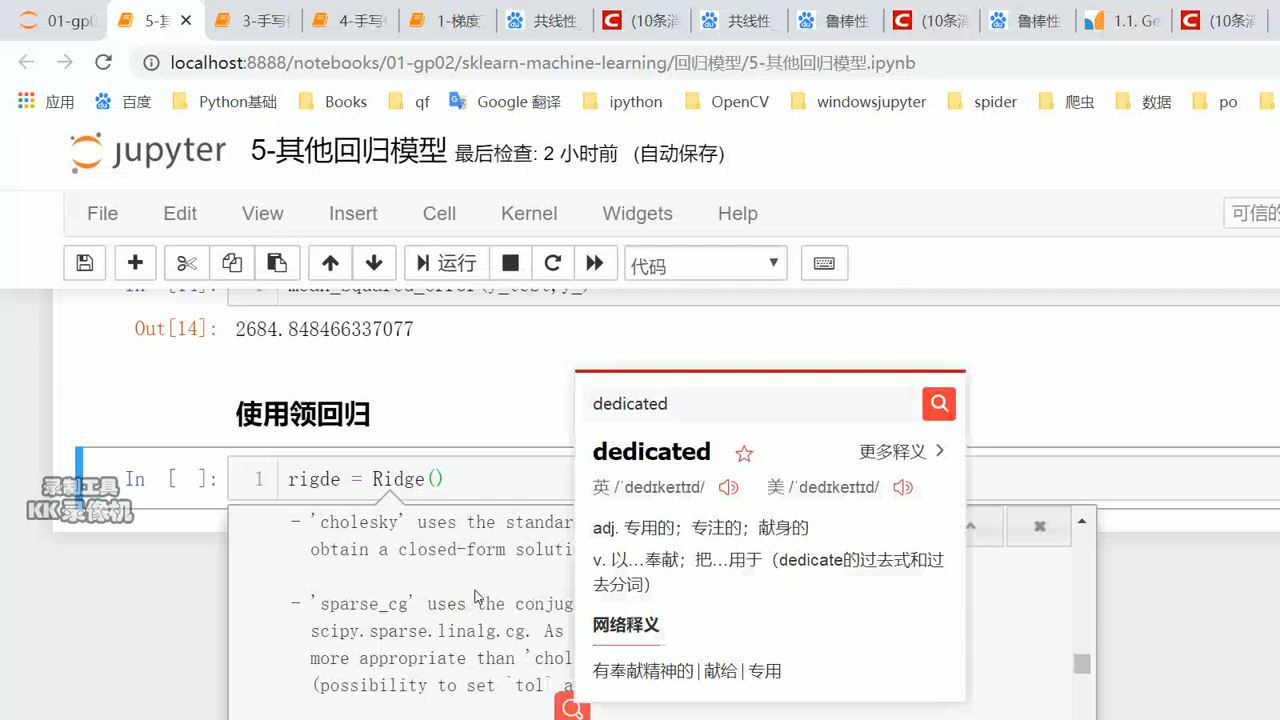 01-gp0 5-其 3-手写 4-手写 1-梯度 共线性 (10条消 共线性 鲁棒性 (10条消 鲁棒性 1.1. Ge (10条消
localhost:8888/notebooks/01-gp02/sklearn-machine-learning/回归模型/5-其他回归模型.ipynb
应用 百度 Python基础 Books qf Google 翻译 ipython OpenCV windowsjupyter spider 爬虫 数据 po
jupyter 5-其他回归模型 最后检查: 2 小时前 (自动保存)
File Edit View Insert Cell Kernel Widgets Help 可信的
运行 代码
In [14]: 1 mean_squared_error(y_test,y_)
Out[14]: 2684.848466337077
使用领回归
In [ ]: 1 rigde = Ridge()
录制工具
KK录像机
- 'cholesky' uses the standar
obtain a closed-form soluti
- 'sparse_cg' uses the conjug
scipy.sparse.linalg.cg. As
more appropriate than 'chol
(possibility to set `tol` a
dedicated
dedicated 更多释义
英 /ˈdedɪkeɪtɪd/ 美 /ˈdedɪkeɪtɪd/
adj. 专用的；专注的；献身的
v. 以…奉献；把…用于（dedicate的过去式和过
去分词）
网络释义
有奉献精神的|献给|专用